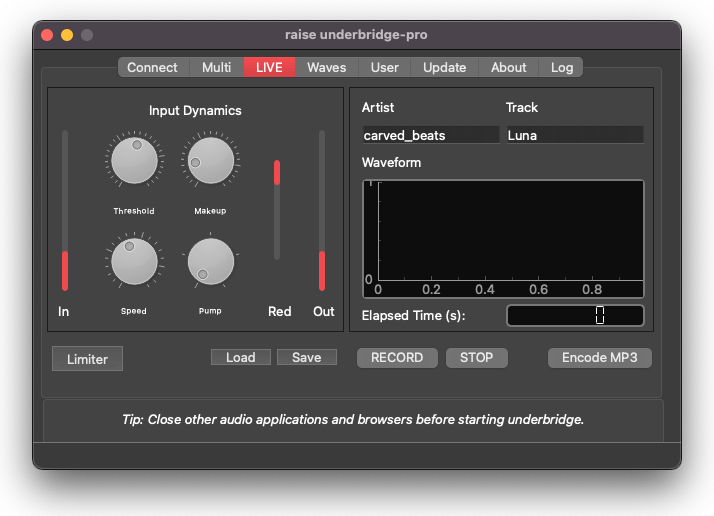 raise underbridge-pro
Connect Multi LIVE Waves User Update About Log
Input Dynamics
Threshold Makeup
Speed Pump
In Red Out
Limiter Load Save
Artist Track
carved_beats Luna
Waveform
1
0
0 0.2 0.4 0.6 0.8
Elapsed Time (s): 0
RECORD STOP Encode MP3
Tip: Close other audio applications and browsers before starting underbridge.